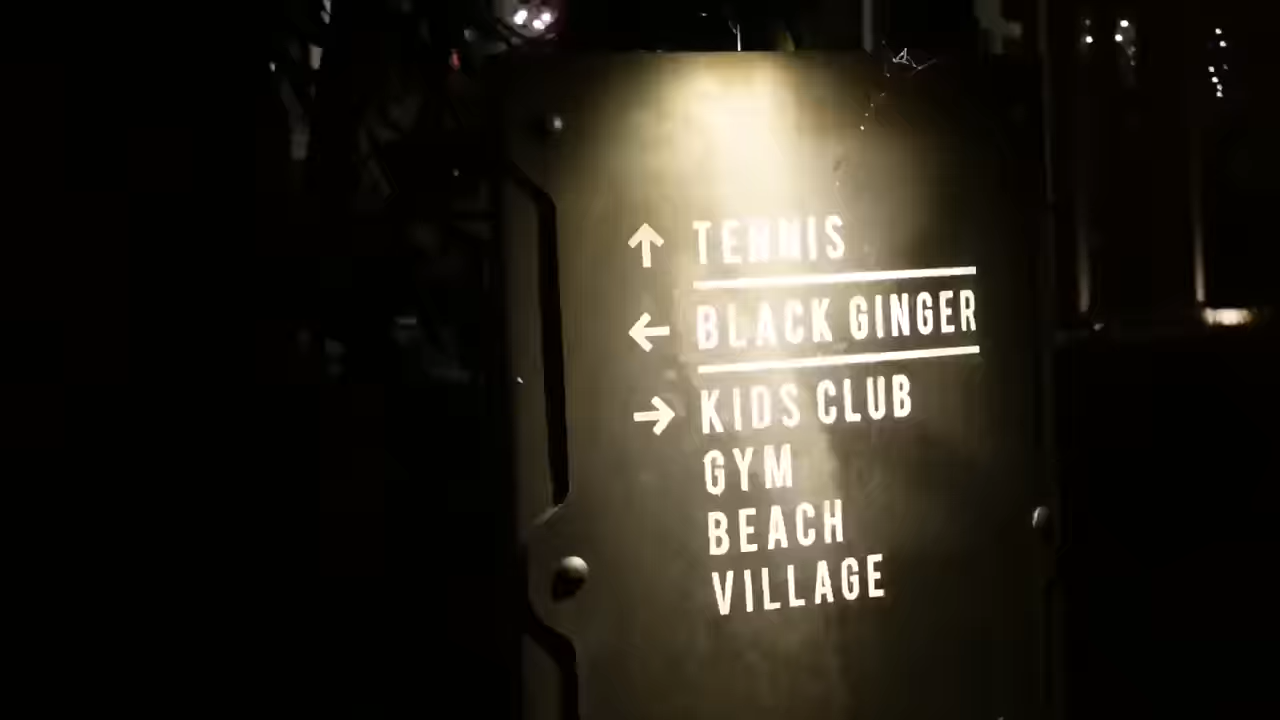 ↑ TENNIS
← BLACK GINGER
→ KIDS CLUB
GYM
BEACH
VILLAGE